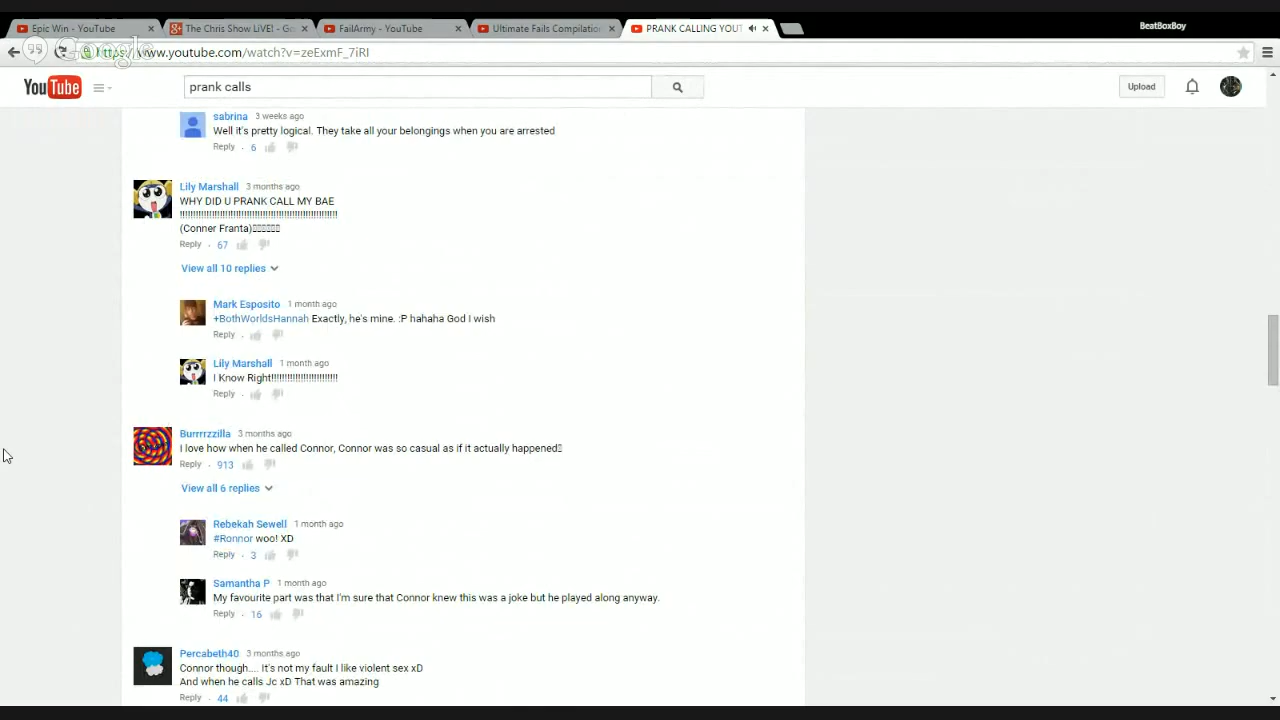 Epic Win - YouTube
The Chris Show LiVE! - Go
FailArmy - YouTube
Ultimate Fails Compilatio
PRANK CALLING YOUT
BeatBoxBoy
Google
https://www.youtube.com/watch?v=zeExmF_7iRI
YouTube
prank calls
Upload
sabrina 3 weeks ago
Well it's pretty logical. They take all your belongings when you are arrested
Reply · 6
Lily Marshall 3 months ago
WHY DID U PRANK CALL MY BAE
!!!!!!!!!!!!!!!!!!!!!!!!!!!!!!!!!!!!!!!!!!!!!!!!!!!!!!!!!!!
(Conner Franta)▯▯▯▯▯▯
Reply · 67
View all 10 replies
Mark Esposito 1 month ago
+BothWorldsHannah Exactly, he's mine. :P hahaha God I wish
Reply ·
Lily Marshall 1 month ago
I Know Right!!!!!!!!!!!!!!!!!!!!!!!!!
Reply ·
Burrrrzzilla 3 months ago
I love how when he called Connor, Connor was so casual as if it actually happened▯
Reply · 913
View all 6 replies
Rebekah Sewell 1 month ago
#Ronnor woo! XD
Reply · 3
Samantha P 1 month ago
My favourite part was that I'm sure that Connor knew this was a joke but he played along anyway.
Reply · 16
Percabeth40 3 months ago
Connor though.... It's not my fault I like violent sex xD
And when he calls Jc xD That was amazing
Reply · 44